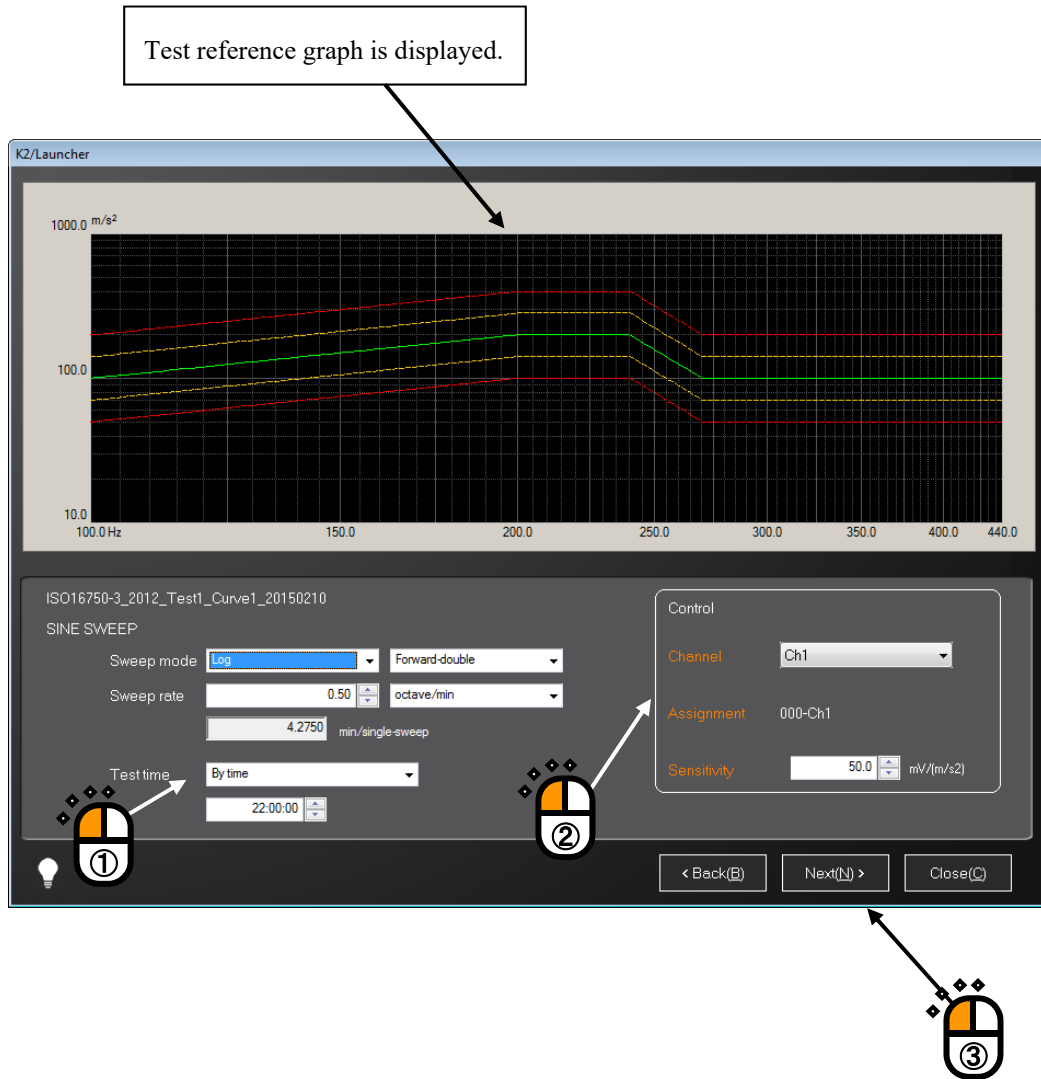 Test reference graph is displayed.
K2/Launcher
1000.0 m/s²
100.0
10.0
100.0 Hz 150.0 200.0 250.0 300.0 350.0 400.0 440.0
ISO16750-3_2012_Test1_Curve1_20150210
SINE SWEEP
Sweep mode Log Forward-double
Sweep rate 0.50 octave/min
4.2750 min/single-sweep
Test time By time
22:00:00
Control
Channel Ch1
Assignment 000-Ch1
Sensitivity 50.0 mV/(m/s2)
①
②
< Back(B) Next(N) > Close(C)
③